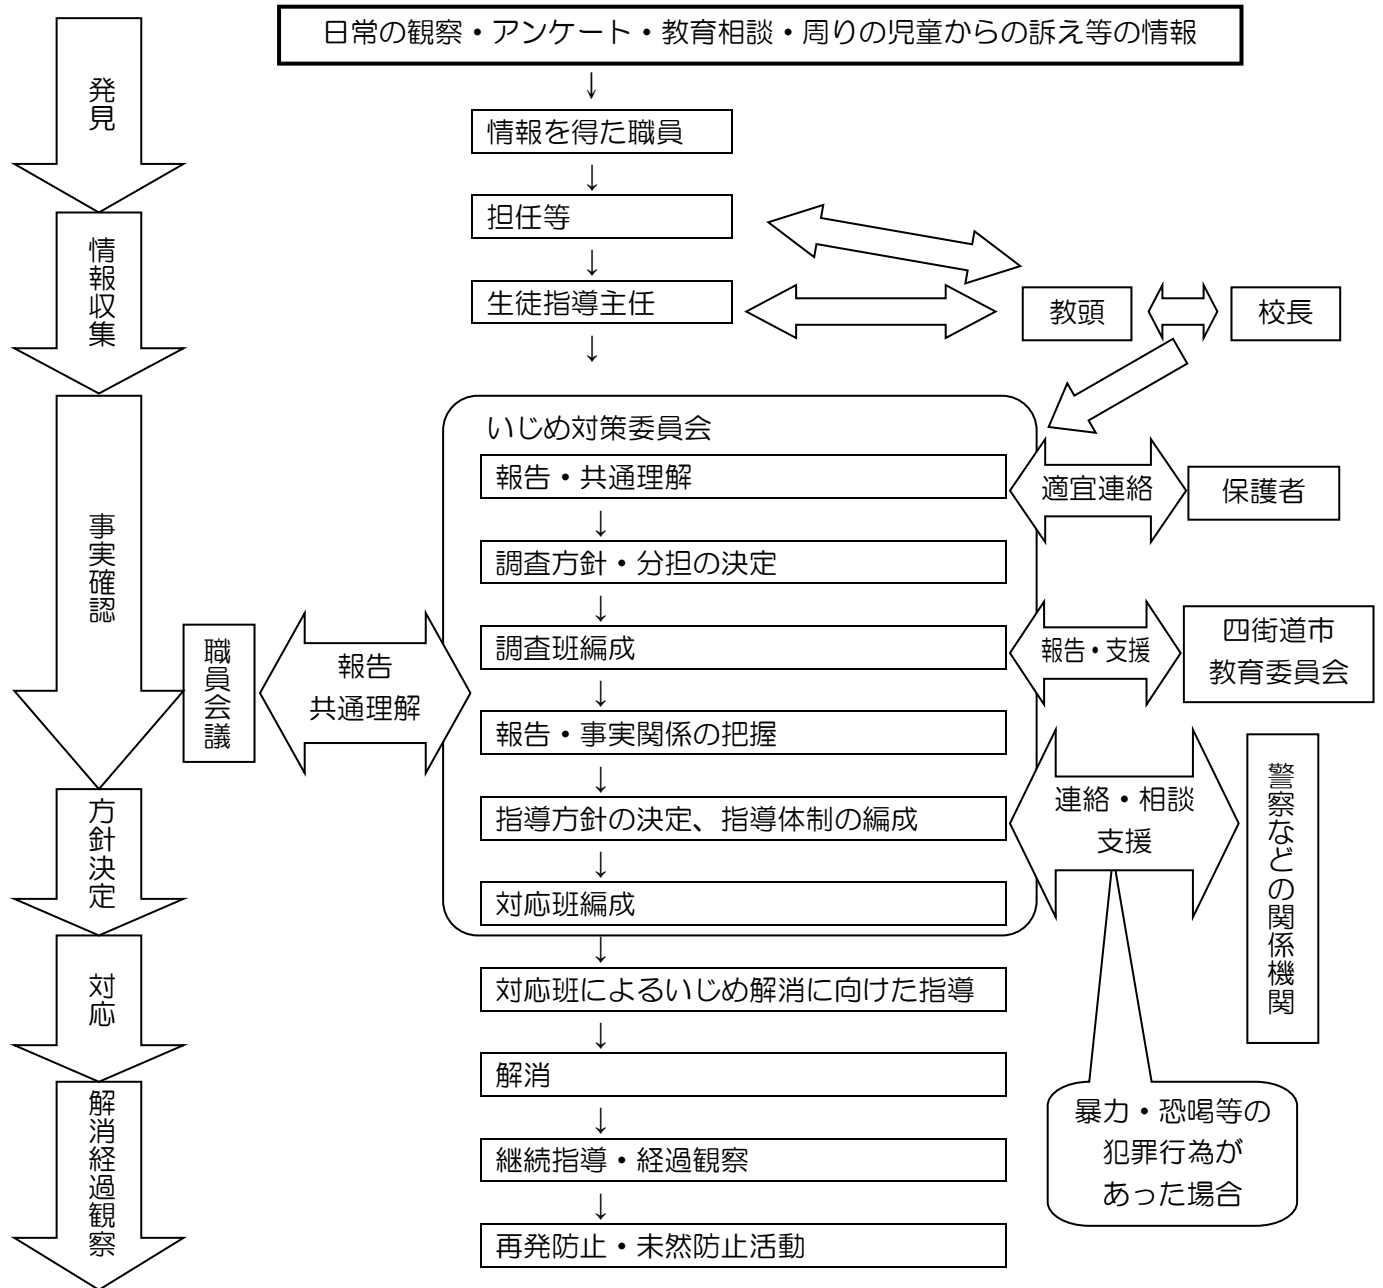 日常の観察・アンケート・教育相談・周りの児童からの訴え等の情報
↓
発見
情報を得た職員
↓
担任等
↓
情報収集
生徒指導主任
教頭
校長
↓
いじめ対策委員会
報告・共通理解
適宜連絡
保護者
↓
事実確認
調査方針・分担の決定
↓
職員会議
報告
共通理解
調査班編成
報告・支援
四街道市
教育委員会
↓
報告・事実関係の把握
↓
方針決定
指導方針の決定、指導体制の編成
連絡・相談
支援
警察などの関係機関
↓
対応班編成
↓
対応
対応班によるいじめ解消に向けた指導
↓
解消
↓
解消経過観察
継続指導・経過観察
暴力・恐喝等の
犯罪行為が
あった場合
↓
再発防止・未然防止活動